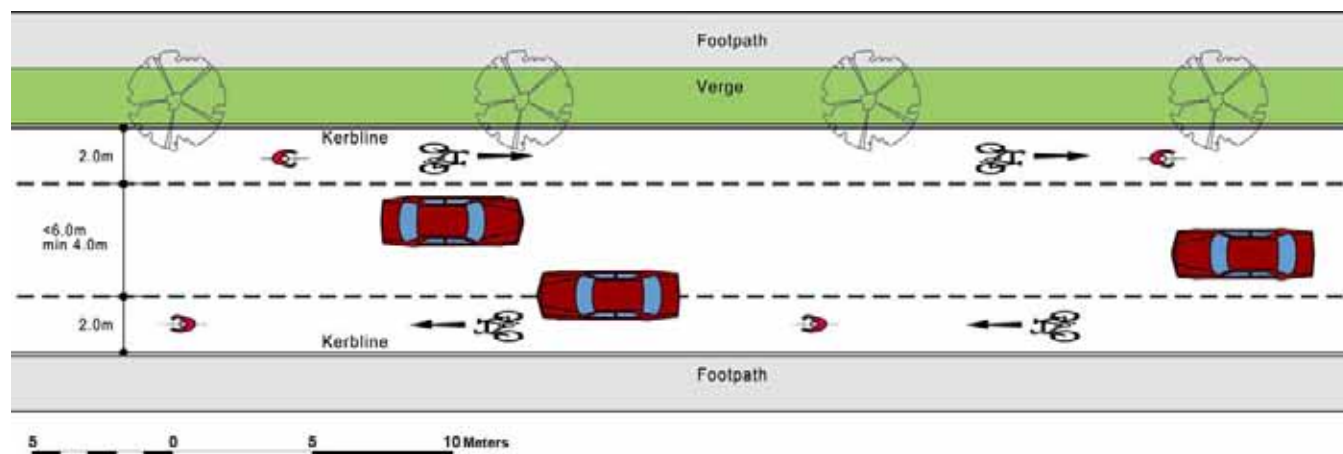 Footpath
Verge
Kerbline
2.0m
<6.0m
min 4.0m
2.0m
Kerbline
Footpath
5 0 5 10 Meters